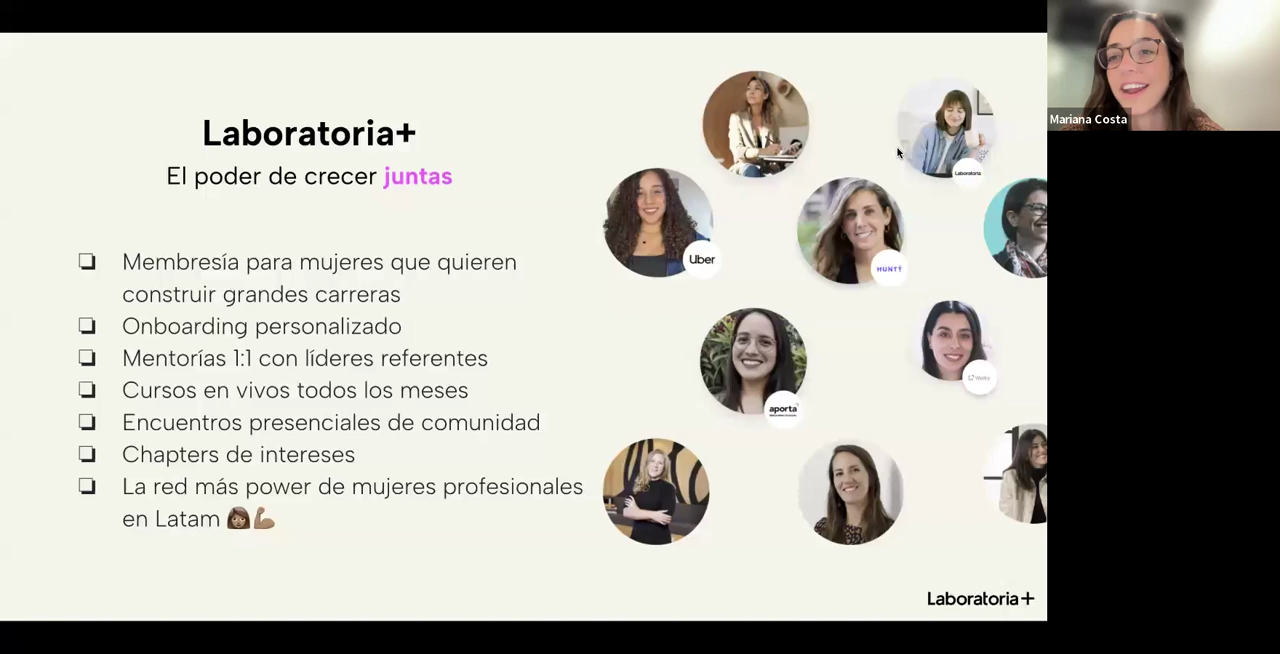 Laboratoria+
El poder de crecer juntas
❏ Membresía para mujeres que quieren
construir grandes carreras
❏ Onboarding personalizado
❏ Mentorías 1:1 con líderes referentes
❏ Cursos en vivos todos los meses
❏ Encuentros presenciales de comunidad
❏ Chapters de intereses
❏ La red más power de mujeres profesionales
en Latam 👩🏽💪🏽
Laboratoria
Uber
HUNTY
aporta
Laboratoria+
Mariana Costa